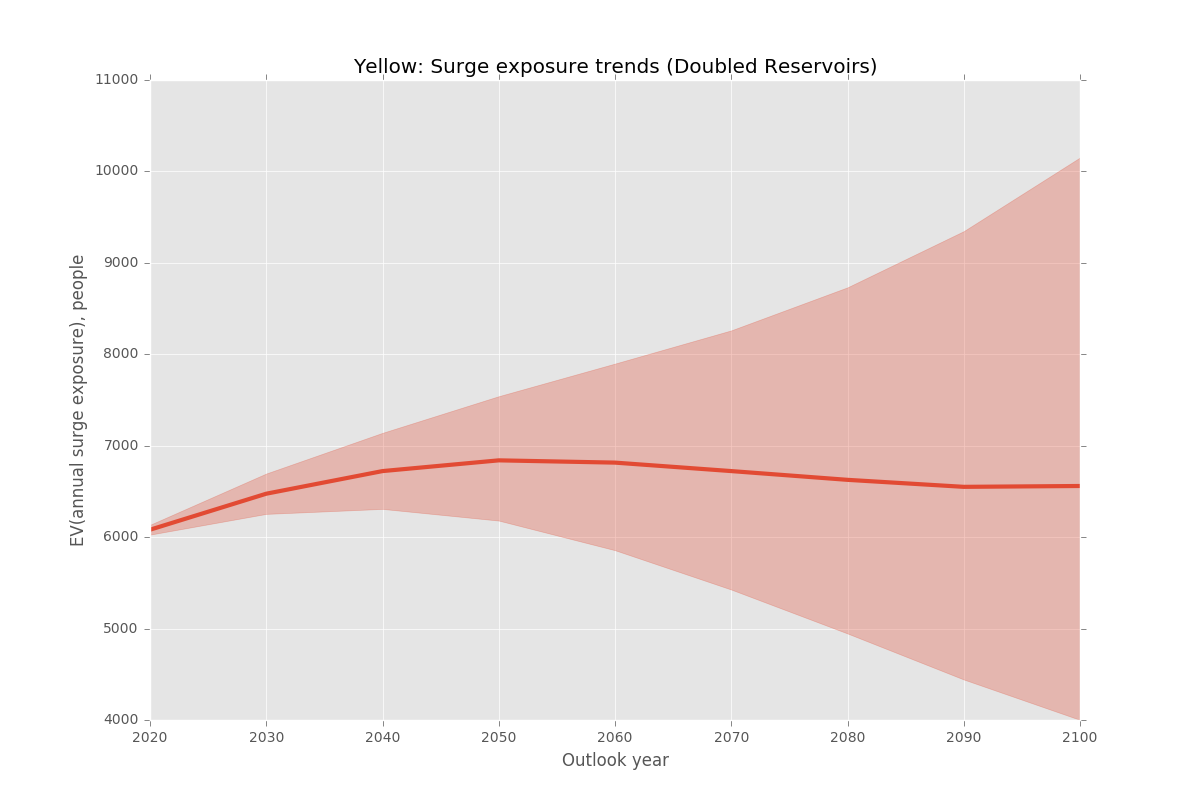 Yellow: Surge exposure trends (Doubled Reservoirs)
11000
10000
9000
8000
7000
6000
5000
4000
EV(annual surge exposure), people
2020 2030 2040 2050 2060 2070 2080 2090 2100
Outlook year